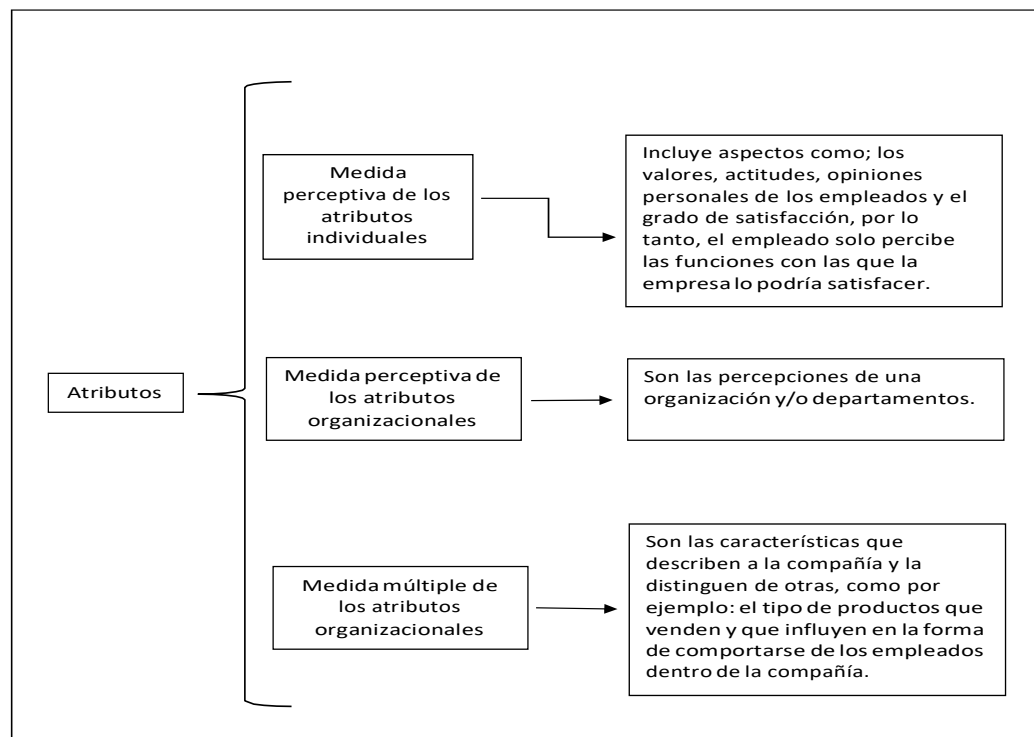 Atributos
Medida
perceptiva de los
atributos
individuales
Incluye aspectos como; los
valores, actitudes, opiniones
personales de los empleados y el
grado de satisfacción, por lo
tanto, el empleado solo percibe
las funciones con las que la
empresa lo podría satisfacer.
Medida perceptiva de
los atributos
organizacionales
Son las percepciones de una
organización y/o departamentos.
Medida múltiple de
los atributos
organizacionales
Son las características que
describen a la compañía y la
distinguen de otras, como por
ejemplo: el tipo de productos que
venden y que influyen en la forma
de comportarse de los empleados
dentro de la compañía.